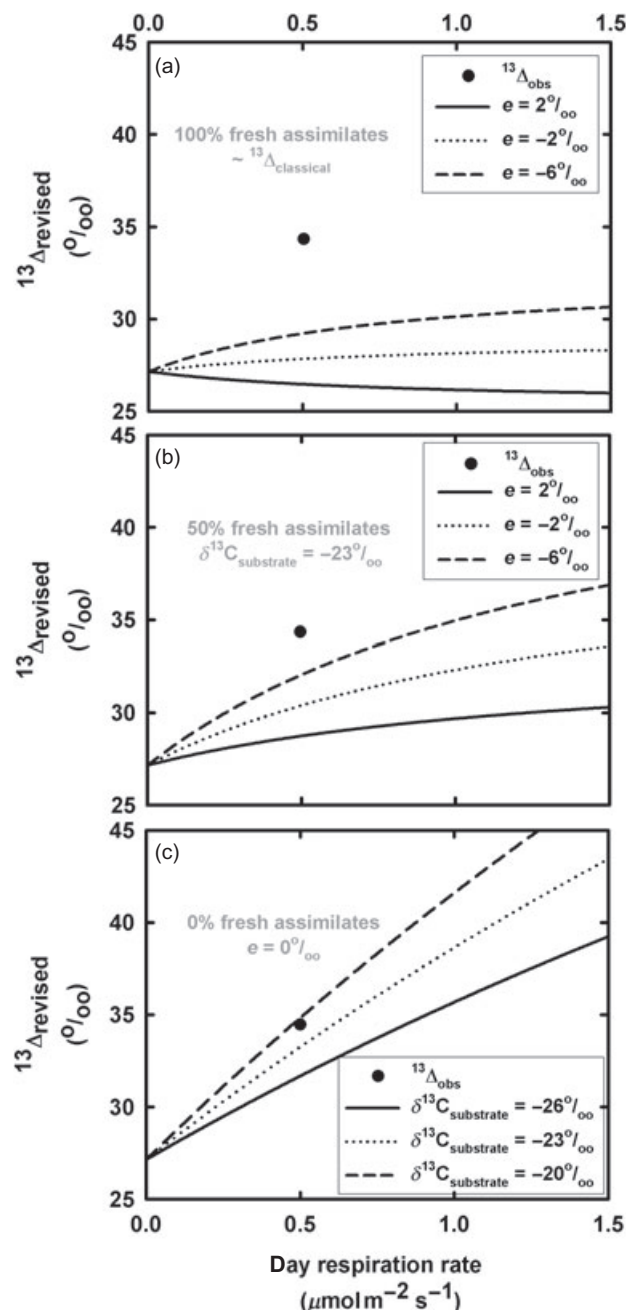 0.0 0.5 1.0 1.5
45
40
35
30
25
(a)
¹³Δobs
e = 2°/oo
e = −2°/oo
e = −6°/oo
100% fresh assimilates
~ ¹³Δclassical
¹³Δrevised
(°/oo)
45
40
35
30
25
(b)
¹³Δobs
e = 2°/oo
e = −2°/oo
e = −6°/oo
50% fresh assimilates
δ¹³Csubstrate = −23°/oo
¹³Δrevised
(°/oo)
45
40
35
30
25
(c)
0% fresh assimilates
e = 0°/oo
¹³Δobs
δ¹³Csubstrate = −26°/oo
δ¹³Csubstrate = −23°/oo
δ¹³Csubstrate = −20°/oo
¹³Δrevised
(°/oo)
0.0 0.5 1.0 1.5
Day respiration rate
(μmol m⁻² s⁻¹)